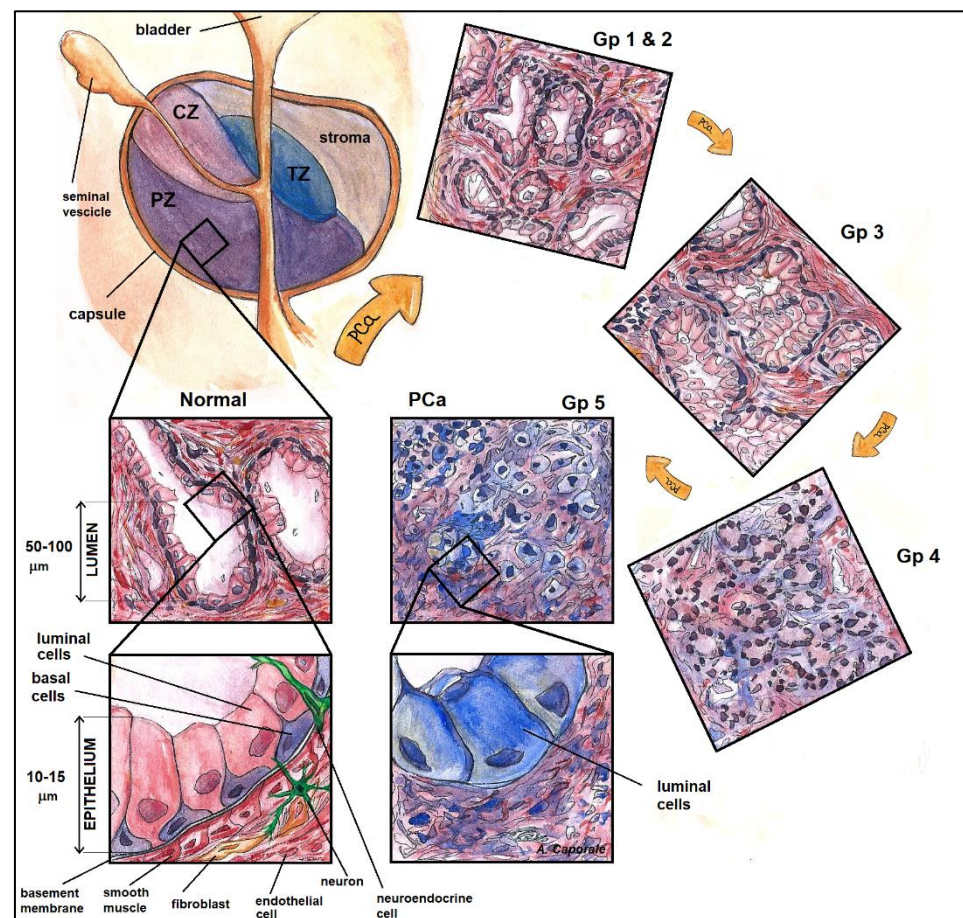 bladder
Gp 1 & 2
CZ
stroma
TZ
PZ
seminal
vescicle
capsule
PCa
PCa
Gp 3
Normal
PCa
Gp 5
PCa
PCa
Gp 4
50-100
µm
LUMEN
luminal
cells
basal
cells
10-15
µm
EPITHELIUM
luminal
cells
A. Caporale
basement
membrane
smooth
muscle
fibroblast
endothelial
cell
neuron
neuroendocrine
cell